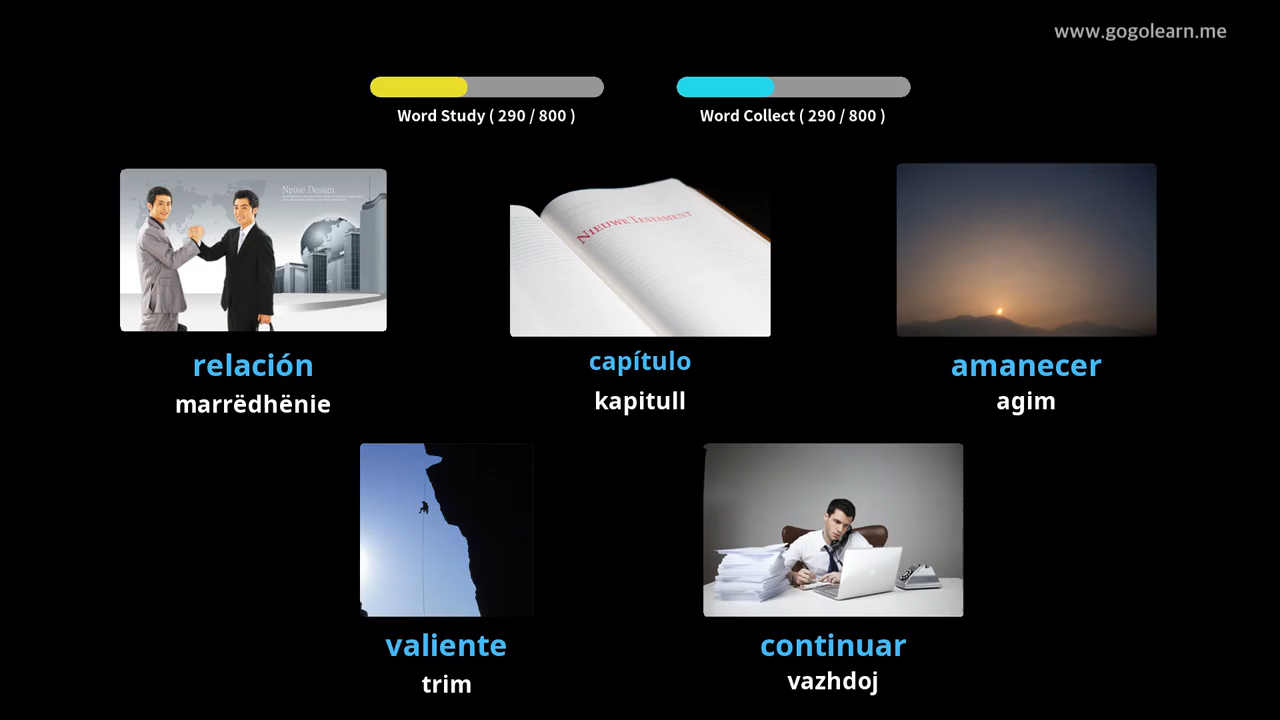 www.gogolearn.me
Word Study ( 290 / 800 )
Word Collect ( 290 / 800 )
Npine Design
NIEUWE TESTAMENT
relación
capítulo
amanecer
marrëdhënie
kapitull
agim
valiente
continuar
trim
vazhdoj